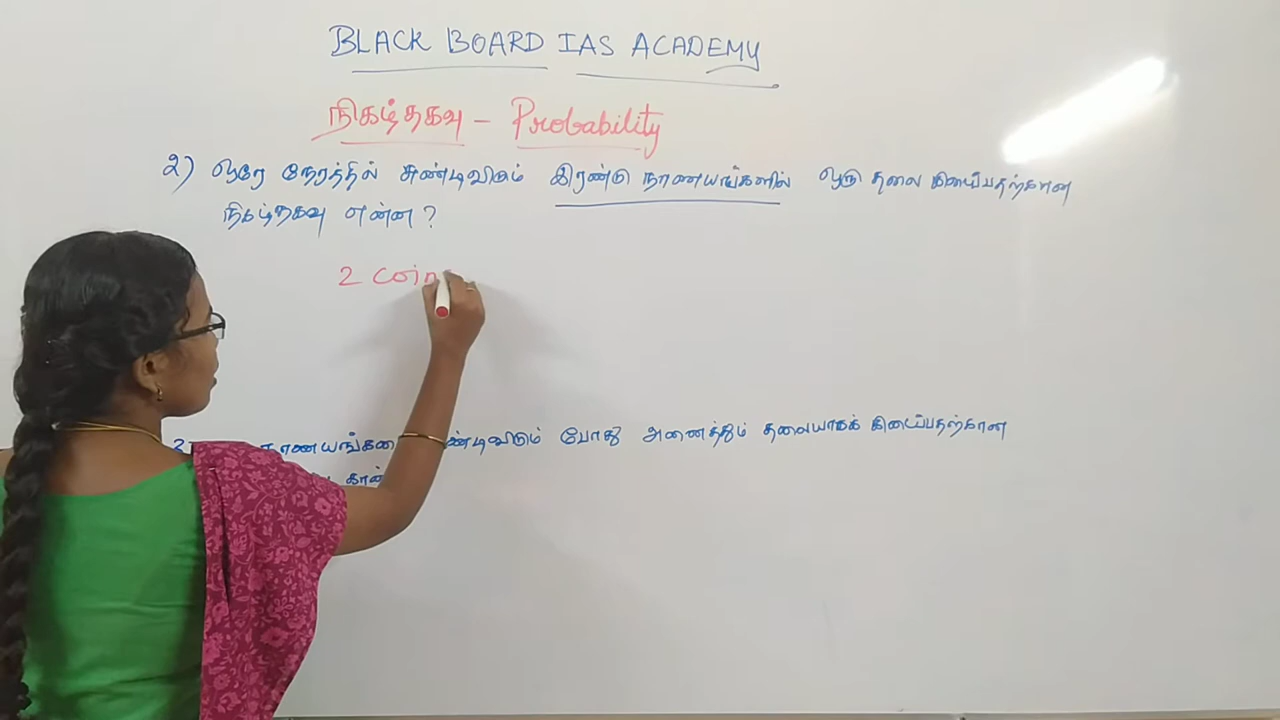 BLACK BOARD IAS ACADEMY
நிகழ்தகவு – Probability
2) ஒரே நேரத்தில் சுண்டிவிடும் இரண்டு நாணயங்களில் ஒரு தலை கிடைப்பதற்கான
நிகழ்தகவு என்ன ?
2 Coin
போது அனைத்தும் தலையாகக் கிடைப்பதற்கான